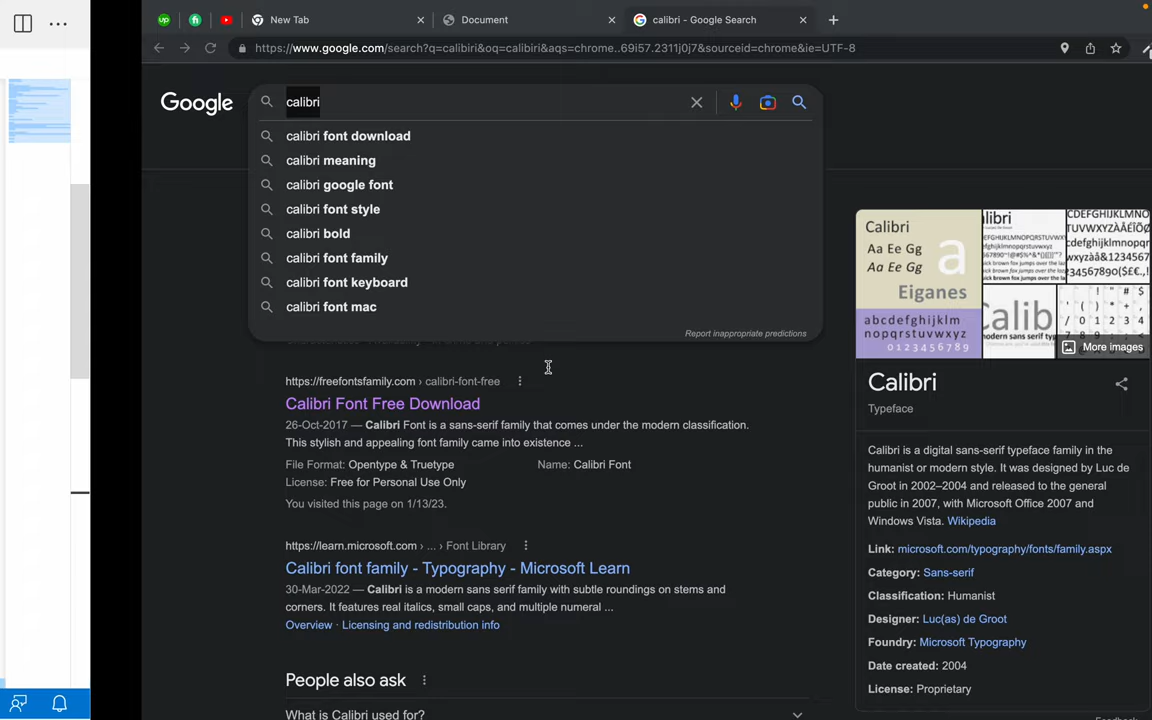 up
fi
New Tab
Document
calibri - Google Search
https://www.google.com/search?q=calibiri&oq=calibiri&aqs=chrome..69i57.2311j0j7&sourceid=chrome&ie=UTF-8
Google
calibri
calibri font download
calibri meaning
calibri google font
calibri font style
calibri bold
calibri font family
calibri font keyboard
calibri font mac
Report inappropriate predictions
https://freefontsfamily.com › calibri-font-free
Calibri Font Free Download
26-Oct-2017 — Calibri Font is a sans-serif family that comes under the modern classification.
This stylish and appealing font family came into existence ...
File Format: Opentype & Truetype
Name: Calibri Font
License: Free for Personal Use Only
You visited this page on 1/13/23.
https://learn.microsoft.com › ... › Font Library
Calibri font family - Typography - Microsoft Learn
30-Mar-2022 — Calibri is a modern sans serif family with subtle roundings on stems and
corners. It features real italics, small caps, and multiple numeral ...
Overview · Licensing and redistribution info
People also ask
What is Calibri used for?
Calibri
Aa Ee Gg
Aa Ee Gg
a
Eiganes
abcdefghijklm
nopqrstuvwxyz
0123456789
More images
Calibri
Typeface
Calibri is a digital sans-serif typeface family in the
humanist or modern style. It was designed by Luc de
Groot in 2002–2004 and released to the general
public in 2007, with Microsoft Office 2007 and
Windows Vista. Wikipedia
Link: microsoft.com/typography/fonts/family.aspx
Category: Sans-serif
Classification: Humanist
Designer: Luc(as) de Groot
Foundry: Microsoft Typography
Date created: 2004
License: Proprietary